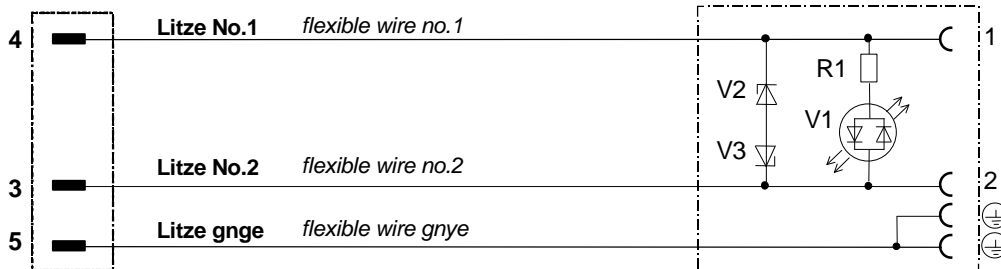 4 Litze No.1 flexible wire no.1 1
R1
V2
V1
V3
3 Litze No.2 flexible wire no.2 2
5 Litze gnge flexible wire gnye